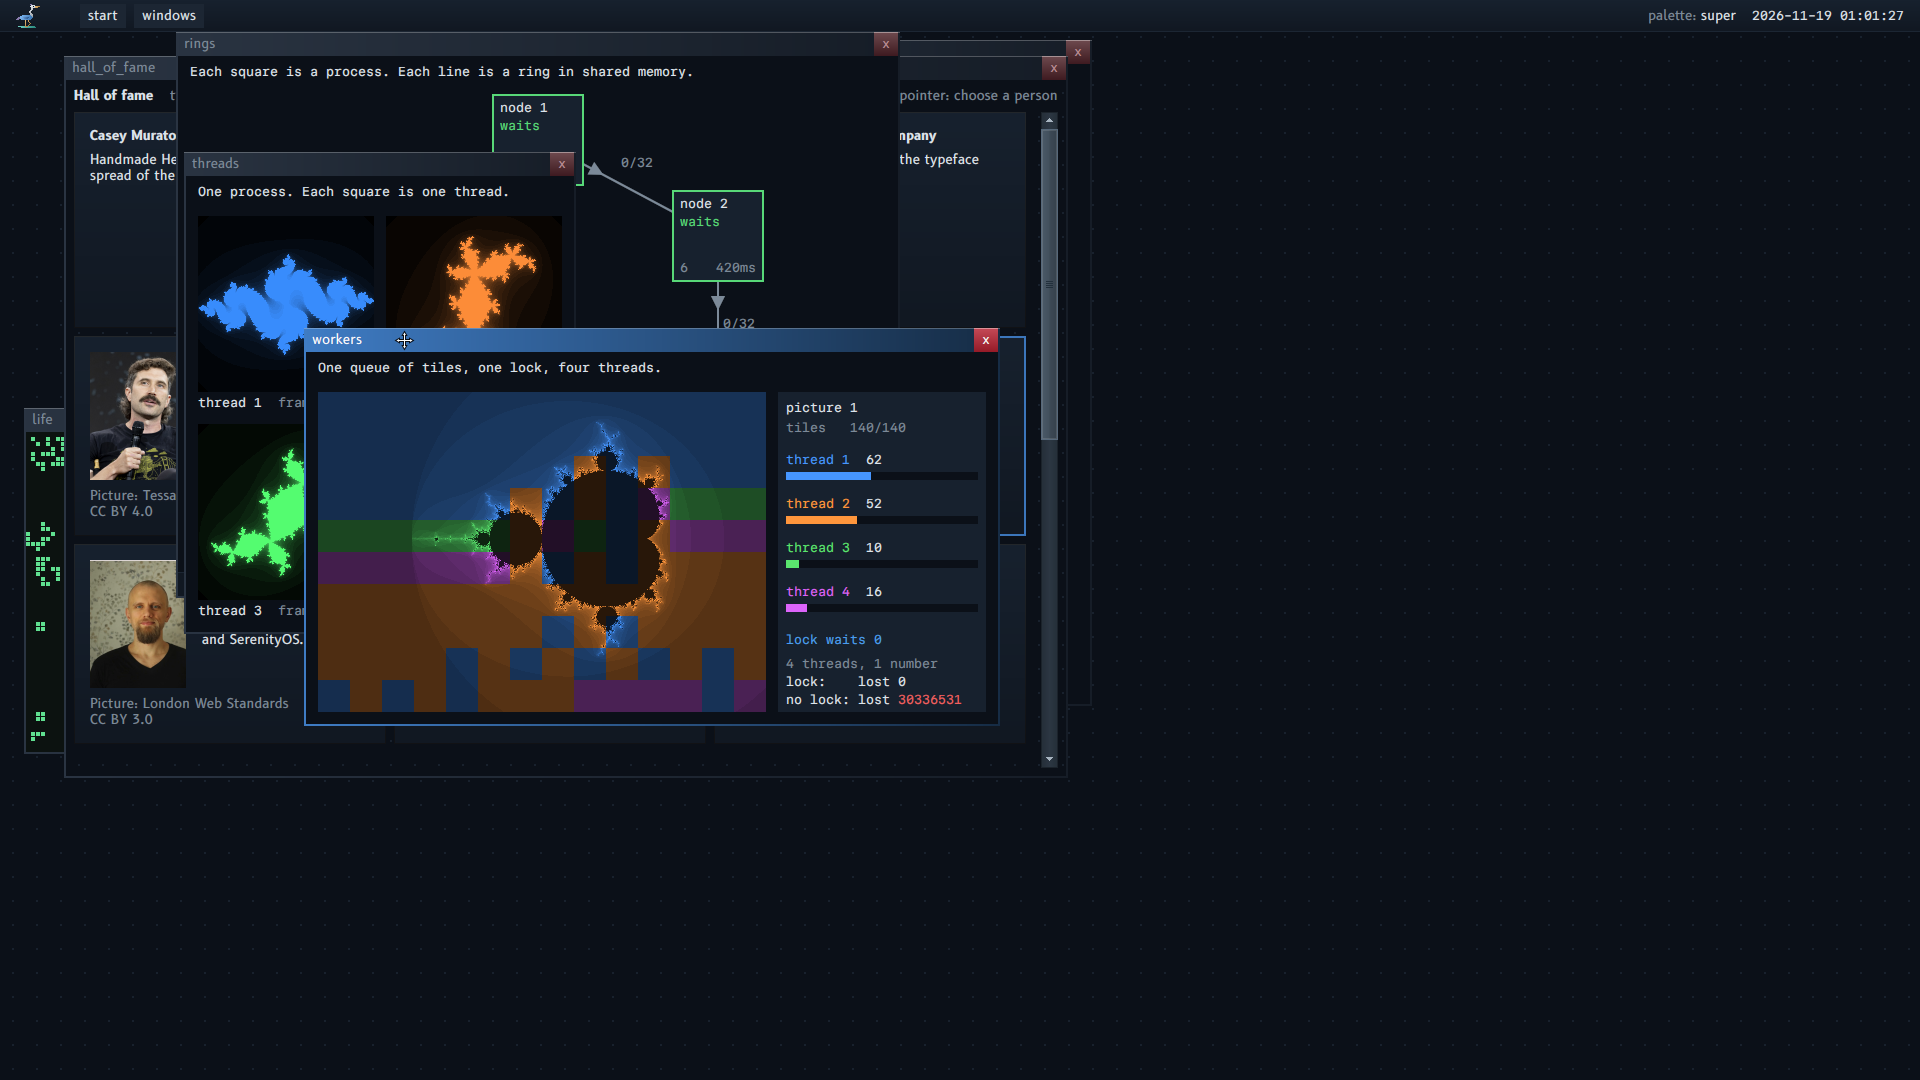 start windows palette: super 2026-11-19 01:01:27
rings x
x
hall_of_fame x
Each square is a process. Each line is a ring in shared memory.
Hall of fame pointer: choose a person
node 1
waits
0/32
Casey
Handmade
spread of the
the typeface
threads x
One process. Each square is one thread.
node 2
waits
6 420ms
0/32
thread 1
thread 3
workers x
One queue of tiles, one lock, four threads.
picture 1
tiles 140/140
thread 1 62
thread 2 52
thread 3 10
thread 4 16
lock waits 0
4 threads, 1 number
lock: lost 0
no lock: lost 30336531
life
Picture: Tessa
CC BY 4.0
and SerenityOS.
Picture: London Web Standards
CC BY 3.0